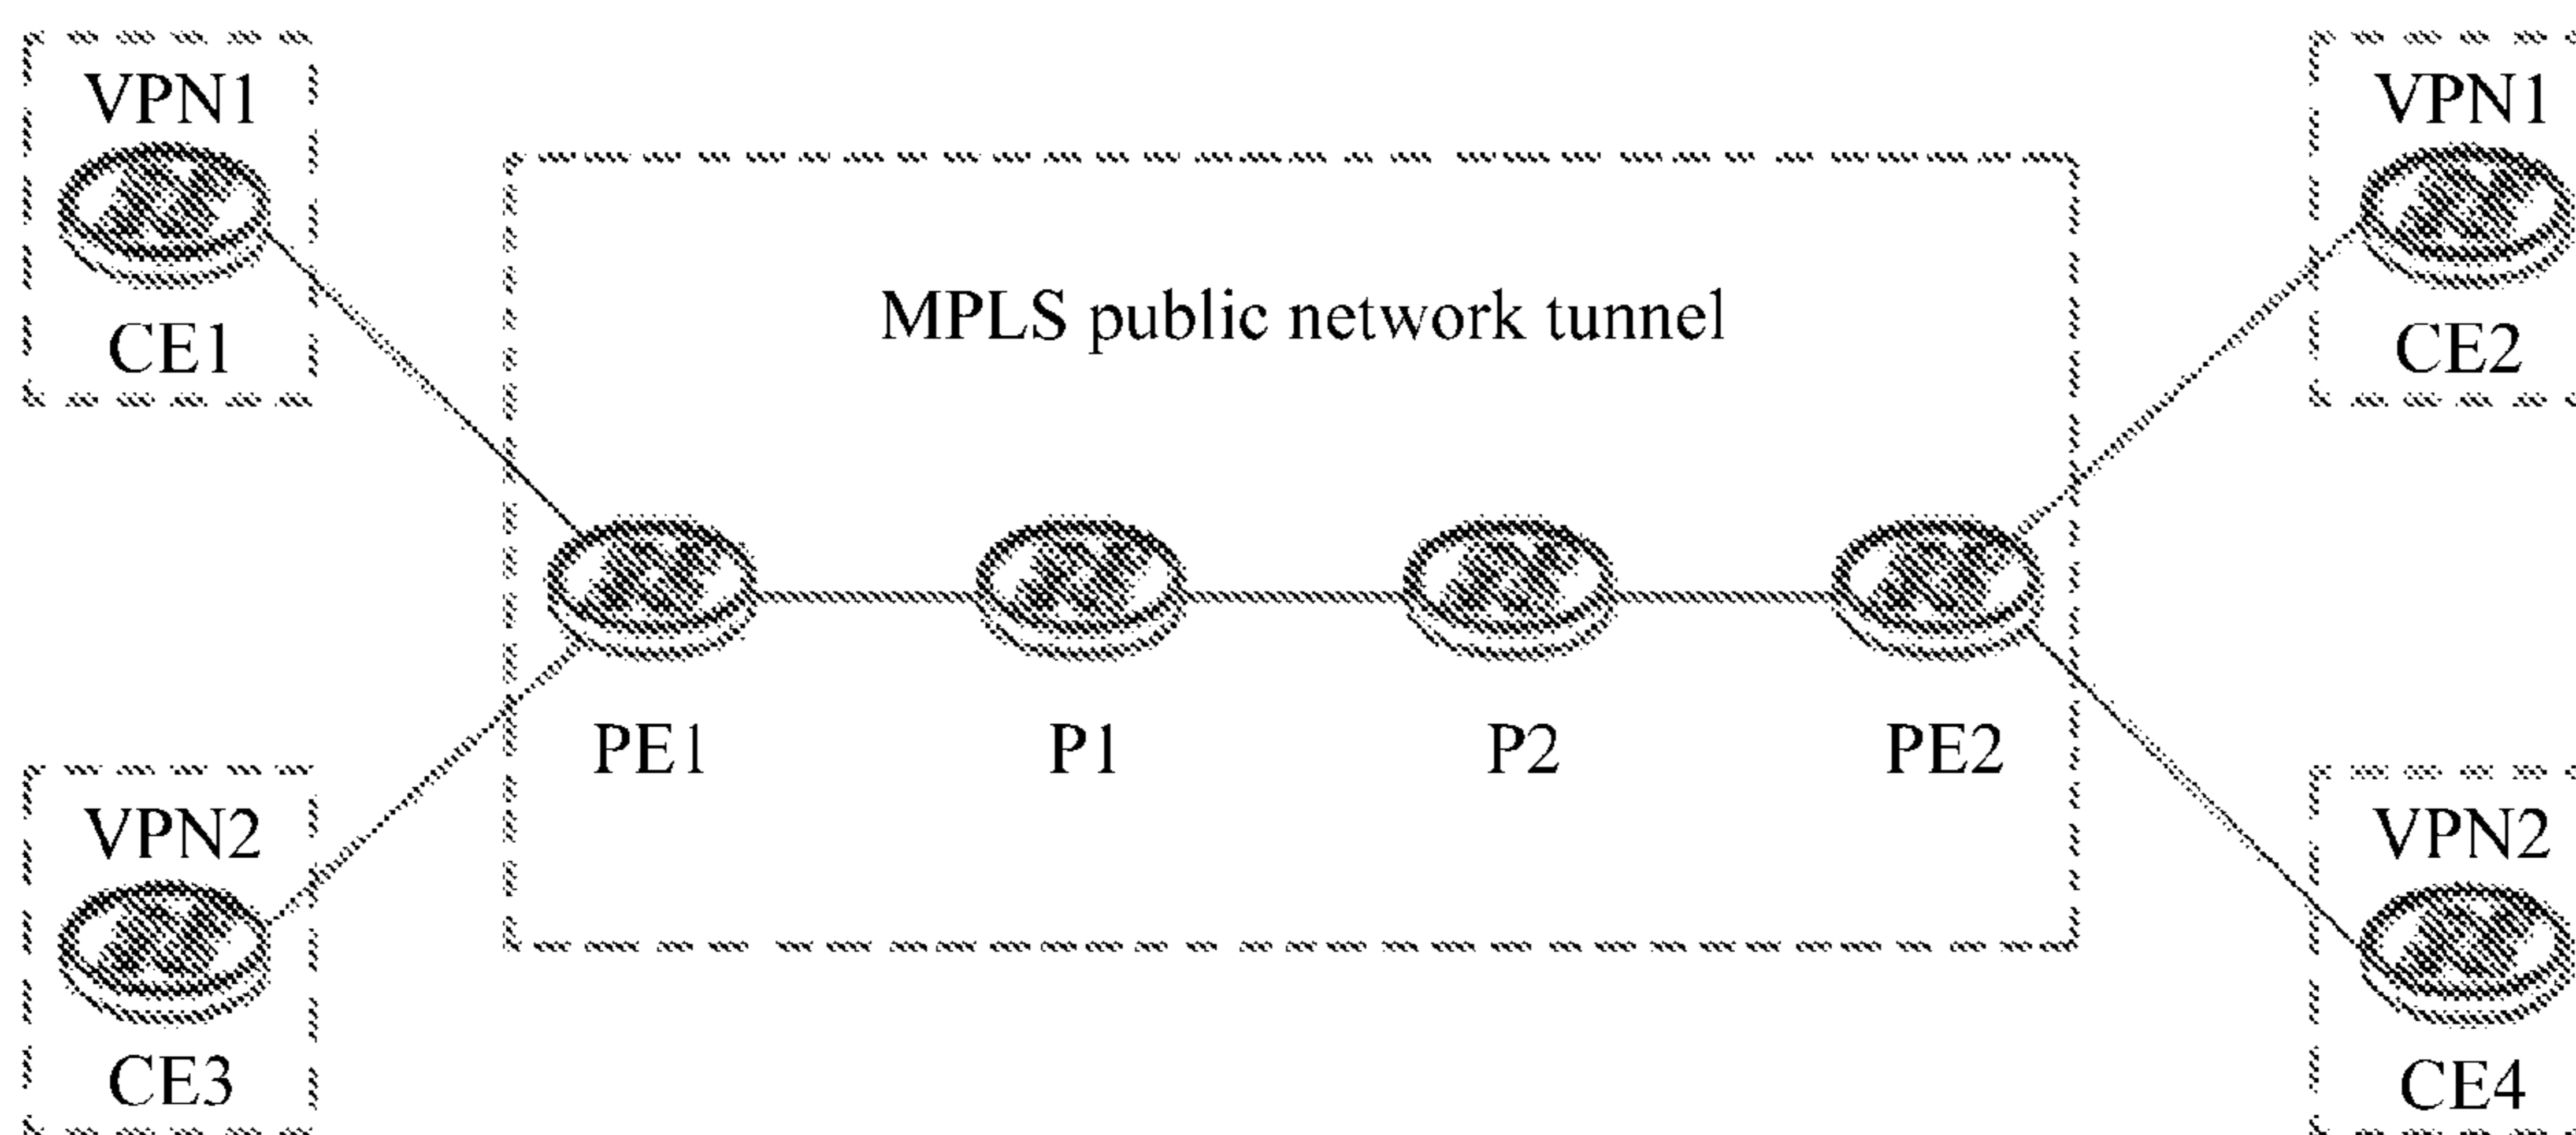 VPN1
CE1
VPN1
CE2
MPLS public network tunnel
PE1
P1
P2
PE2
VPN2
CE3
VPN2
CE4